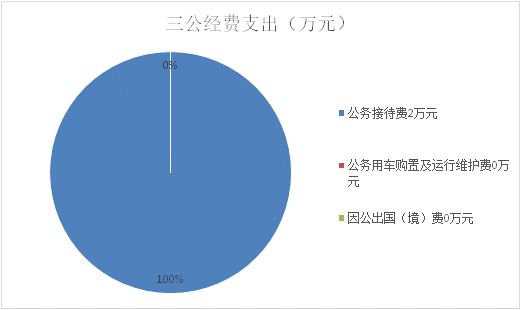 三公经费支出（万元）
0%
公务接待费2万元
公务用车购置及运行维护费0万
元
因公出国（境）费0万元
100%